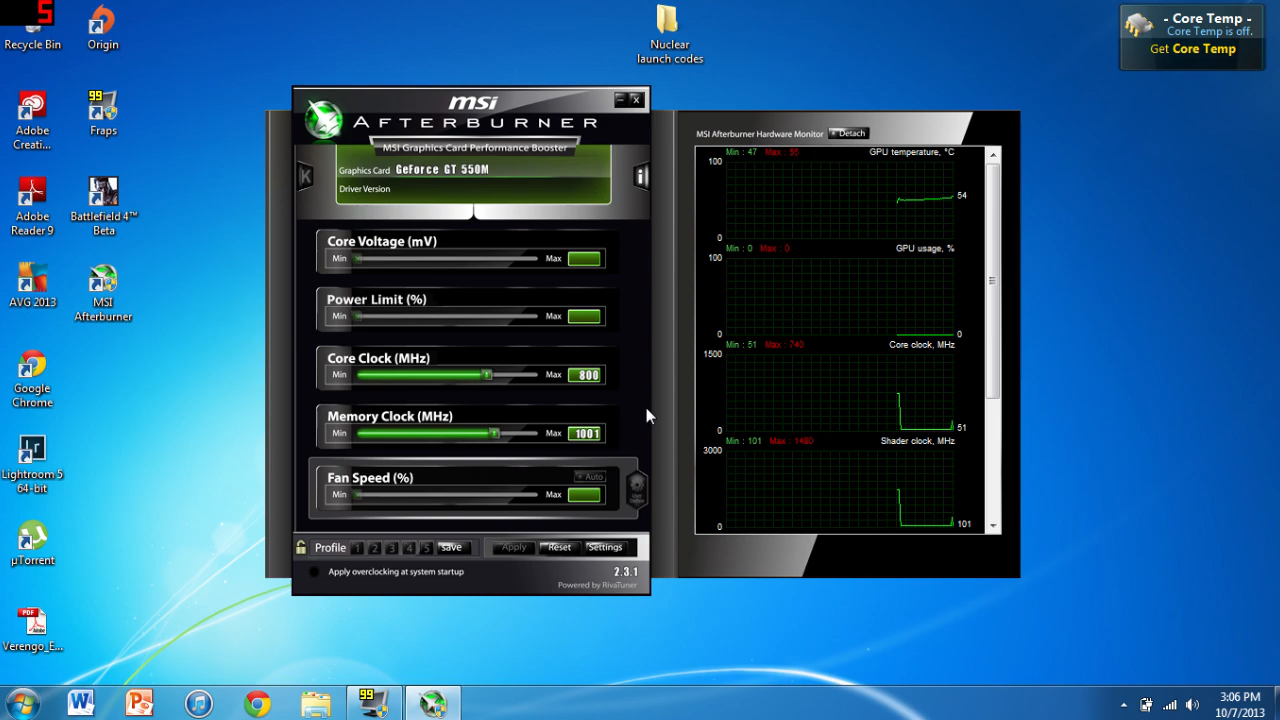 5
Recycle Bin
Origin
Adobe
Creati...
99
Fraps
Adobe
Reader 9
Battlefield 4™
Beta
AVG 2013
MSI
Afterburner
Google
Chrome
Lr
Lightroom 5
64-bit
µTorrent
PDF
Adobe
Verengo_E...
Nuclear
launch codes
- Core Temp -
Core Temp is off.
Get Core Temp
msi
AFTERBURNER
MSI Graphics Card Performance Booster
K
i
Graphics Card GeForce GT 550M
Driver Version
Core Voltage (mV)
Min Max
Power Limit (%)
Min Max
Core Clock (MHz)
Min Max 800
Memory Clock (MHz)
Min Max 1001
Fan Speed (%)
Auto
Min Max
User
Define
Profile 1 2 3 4 5 save Apply Reset Settings
Apply overclocking at system startup
2.3.1
Powered by RivaTuner
MSI Afterburner Hardware Monitor Detach
Min : 47 Max : 56 GPU temperature, °C
100
54
0
Min : 0 Max : 0 GPU usage, %
100
0
0
Min : 51 Max : 740 Core clock, MHz
1500
51
0
Min : 101 Max : 1480 Shader clock, MHz
3000
101
0
W
P
99
3:06 PM
10/7/2013